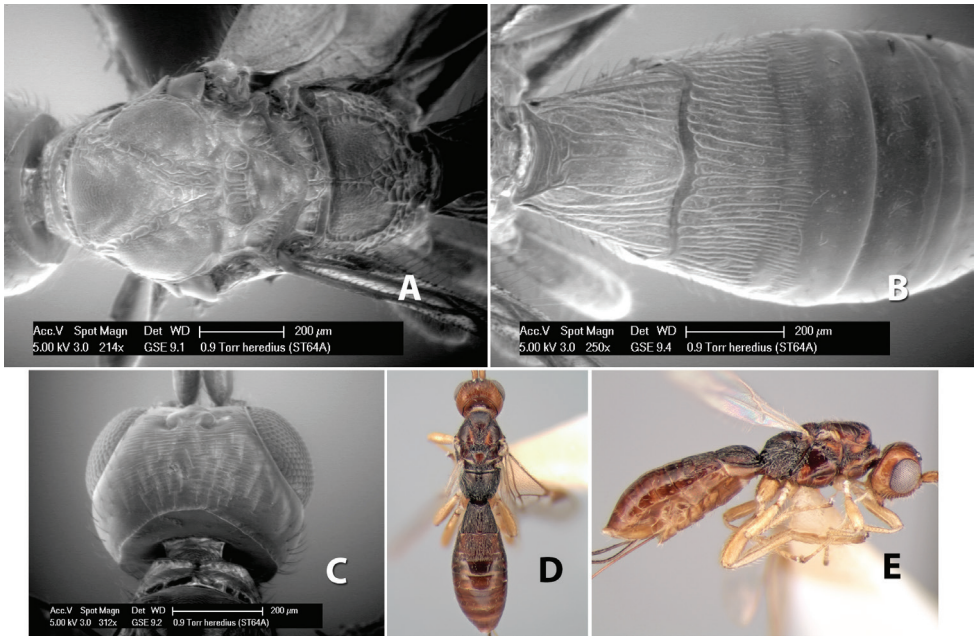 A
Acc.V Spot Magn Det WD 200 µm
5.00 kV 3.0 214x GSE 9.1 0.9 Torr heredius (ST64A)
B
Acc.V Spot Magn Det WD 200 µm
5.00 kV 3.0 250x GSE 9.4 0.9 Torr heredius (ST64A)
C
Acc.V Spot Magn Det WD 200 µm
5.00 kV 3.0 312x GSE 9.2 0.9 Torr heredius (ST64A)
D
E